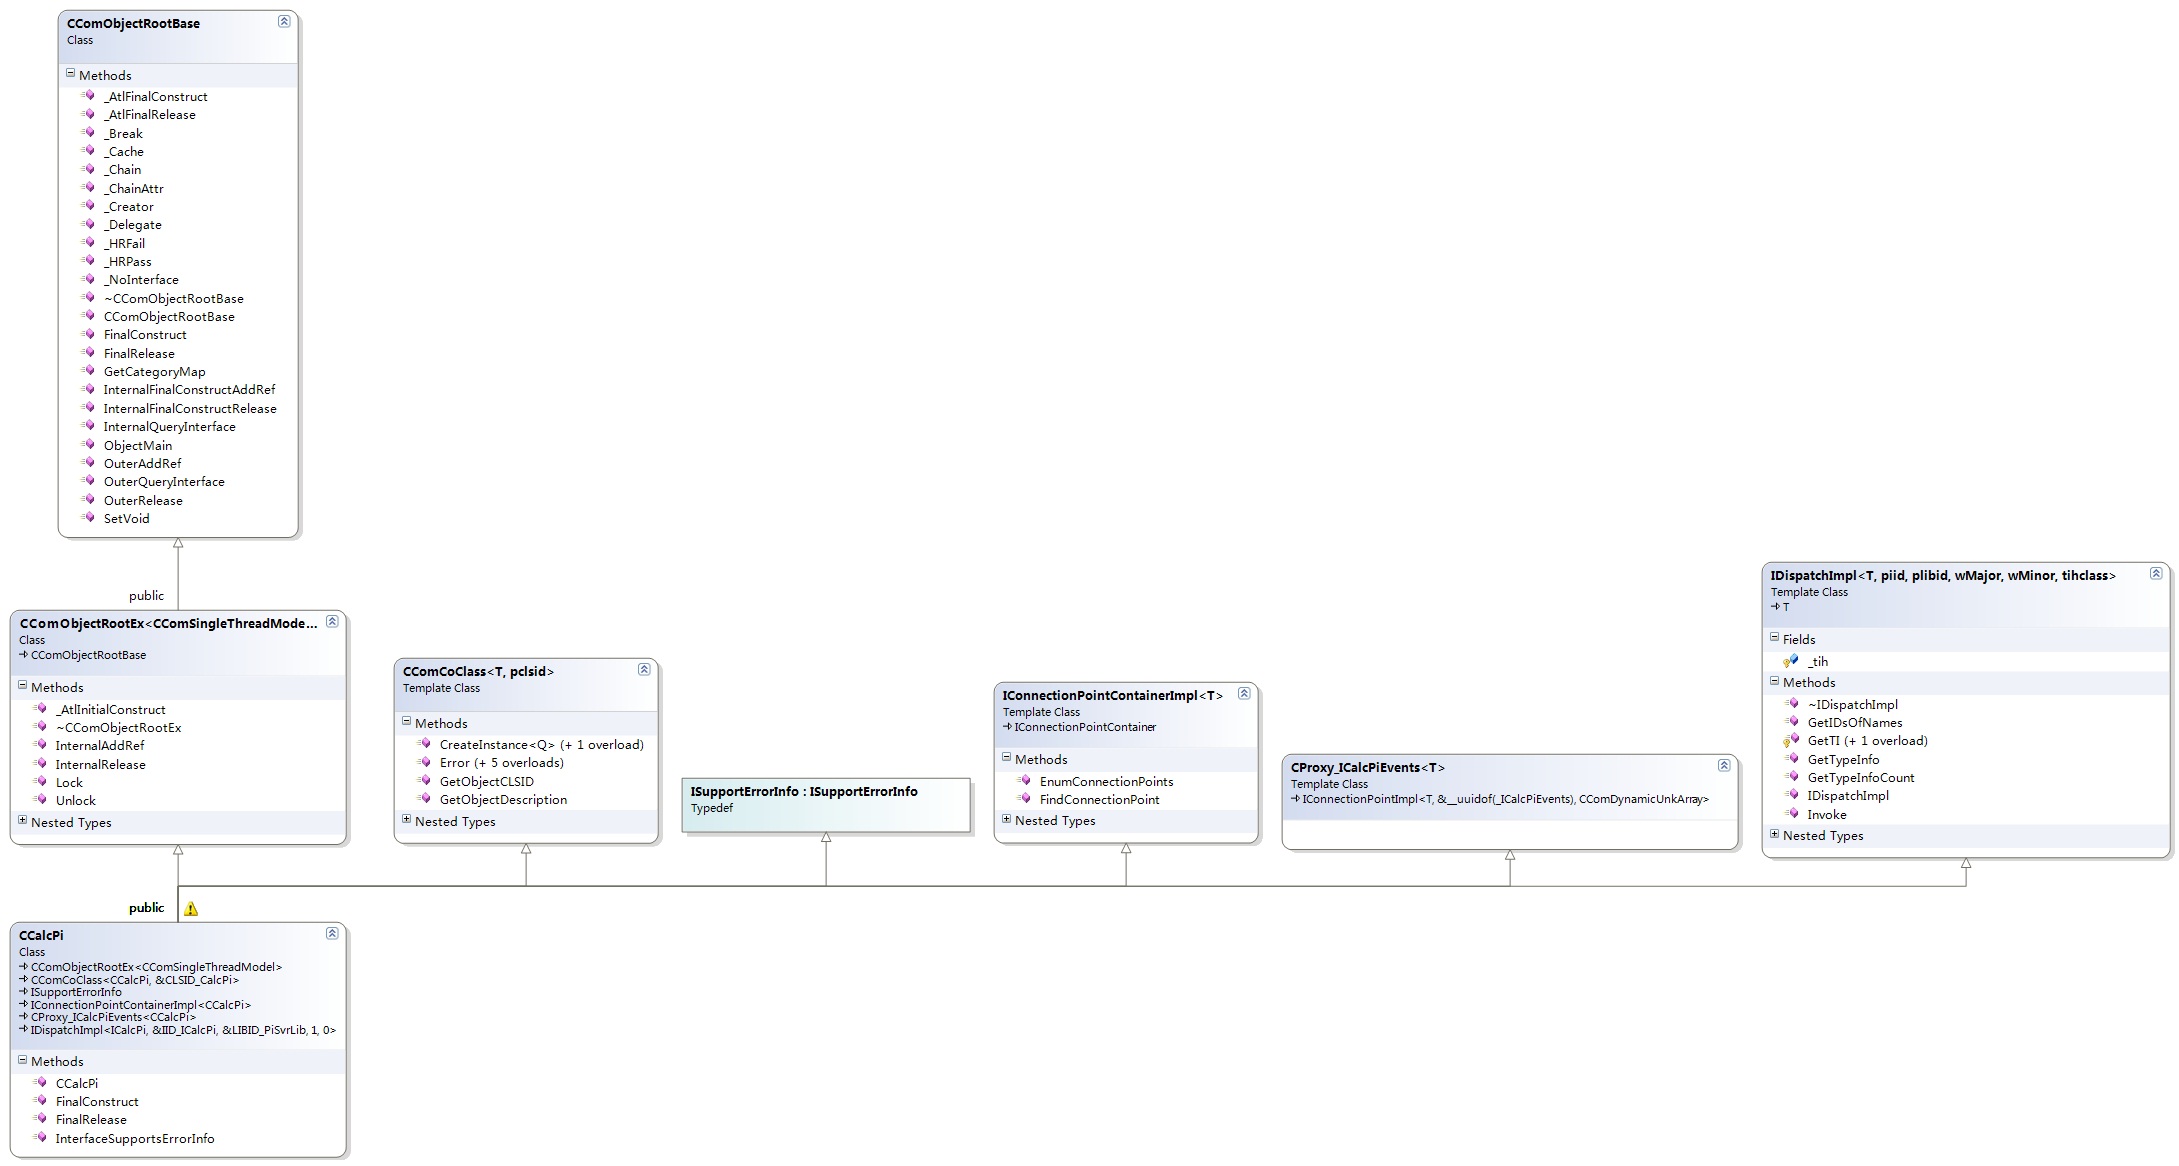 CComObjectRootBase
Class
Methods
_AtlFinalConstruct
_AtlFinalRelease
_Break
_Cache
_Chain
_ChainAttr
_Creator
_Delegate
_HRFail
_HRPass
_NoInterface
~CComObjectRootBase
CComObjectRootBase
FinalConstruct
FinalRelease
GetCategoryMap
InternalFinalConstructAddRef
InternalFinalConstructRelease
InternalQueryInterface
ObjectMain
OuterAddRef
OuterQueryInterface
OuterRelease
SetVoid
public
CComObjectRootEx<CComSingleThreadMode...
Class
CComObjectRootBase
Methods
_AtlInitialConstruct
~CComObjectRootEx
InternalAddRef
InternalRelease
Lock
Unlock
Nested Types
CComCoClass<T, pclsid>
Template Class
Methods
CreateInstance<Q> (+ 1 overload)
Error (+ 5 overloads)
GetObjectCLSID
GetObjectDescription
Nested Types
ISupportErrorInfo : ISupportErrorInfo
Typedef
IConnectionPointContainerImpl<T>
Template Class
IConnectionPointContainer
Methods
EnumConnectionPoints
FindConnectionPoint
Nested Types
CProxy_ICalcPiEvents<T>
Template Class
IConnectionPointImpl<T, &__uuidof(_ICalcPiEvents), CComDynamicUnkArray>
IDispatchImpl<T, piid, plibid, wMajor, wMinor, tihclass>
Template Class
T
Fields
_tih
Methods
~IDispatchImpl
GetIDsOfNames
GetTI (+ 1 overload)
GetTypeInfo
GetTypeInfoCount
IDispatchImpl
Invoke
Nested Types
public
CCalcPi
Class
CComObjectRootEx<CComSingleThreadModel>
CComCoClass<CCalcPi, &CLSID_CalcPi>
ISupportErrorInfo
IConnectionPointContainerImpl<CCalcPi>
CProxy_ICalcPiEvents<CCalcPi>
IDispatchImpl<ICalcPi, &IID_ICalcPi, &LIBID_PiSvrLib, 1, 0>
Methods
CCalcPi
FinalConstruct
FinalRelease
InterfaceSupportsErrorInfo